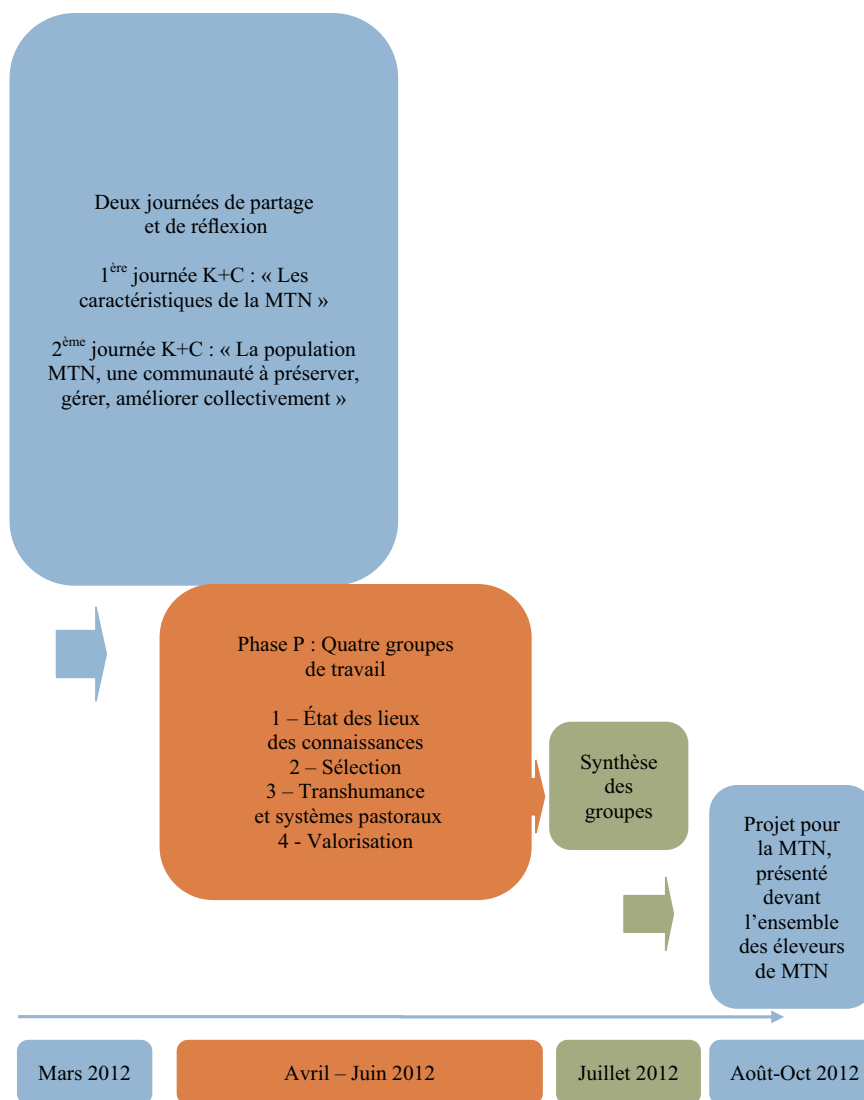 Deux journées de partage
et de réflexion
1ère journée K+C : « Les
caractéristiques de la MTN »
2ème journée K+C : « La population
MTN, une communauté à préserver,
gérer, améliorer collectivement »
Phase P : Quatre groupes
de travail
1 – État des lieux
des connaissances
2 – Sélection
3 – Transhumance
et systèmes pastoraux
4 - Valorisation
Synthèse
des
groupes
Projet pour
la MTN,
présenté
devant
l’ensemble
des éleveurs
de MTN
Mars 2012
Avril – Juin 2012
Juillet 2012
Août-Oct 2012